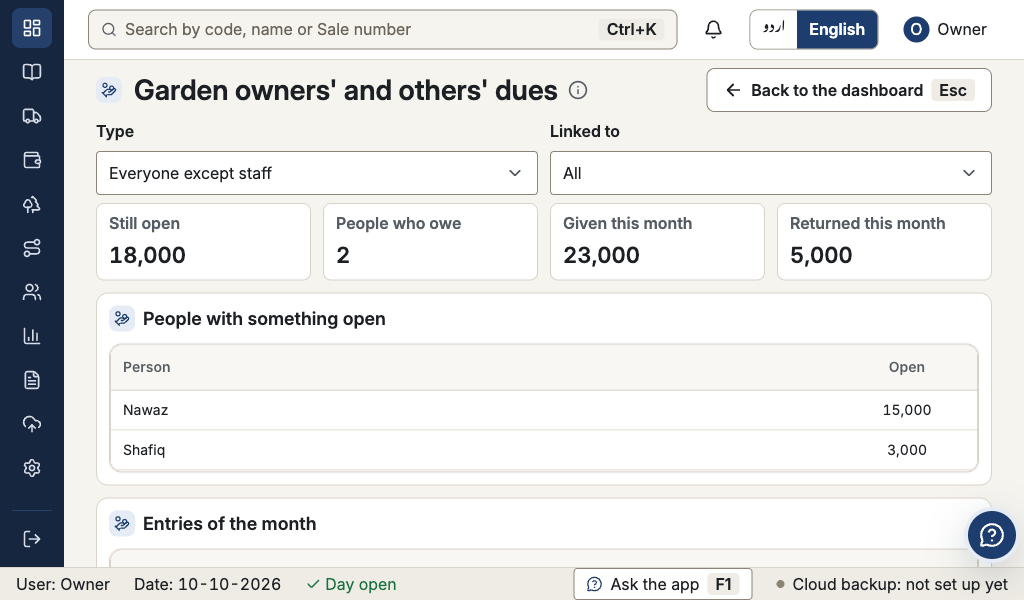 Search by code, name or Sale number Ctrl+K اردو English O Owner
Garden owners' and others' dues Back to the dashboard Esc
Type Linked to
Everyone except staff All
Still open People who owe Given this month Returned this month
18,000 2 23,000 5,000
People with something open
Person Open
Nawaz 15,000
Shafiq 3,000
Entries of the month
User: Owner Date: 10-10-2026 Day open Ask the app F1 Cloud backup: not set up yet